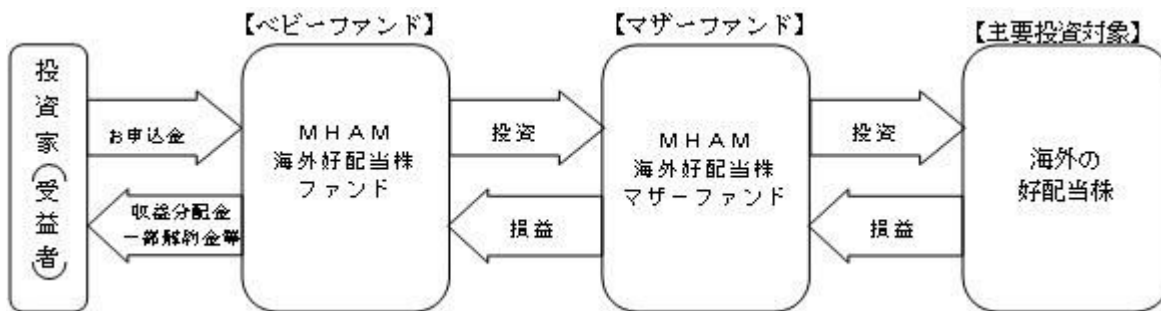 【ベビーファンド】
【マザーファンド】
【主要投資対象】
投資家（受益者）
お申込金
収益分配金
一部解約金等
ＭＨＡＭ
海外好配当株
ファンド
投資
損益
ＭＨＡＭ
海外好配当株
マザーファンド
投資
損益
海外の
好配当株